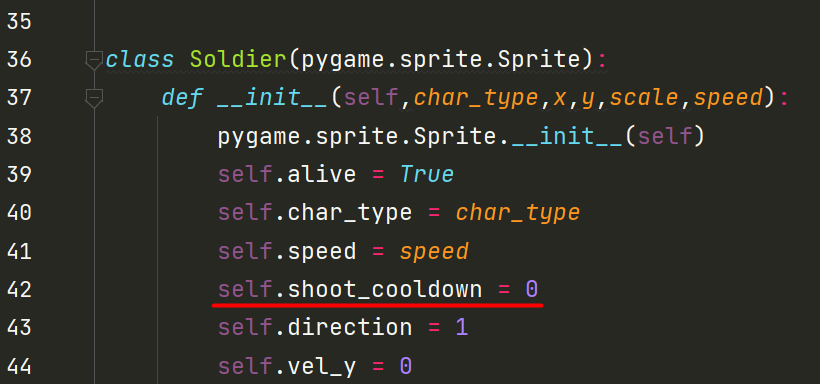 35
36 class Soldier(pygame.sprite.Sprite):
37 def __init__(self,char_type,x,y,scale,speed):
38 pygame.sprite.Sprite.__init__(self)
39 self.alive = True
40 self.char_type = char_type
41 self.speed = speed
42 self.shoot_cooldown = 0
43 self.direction = 1
44 self.vel_y = 0